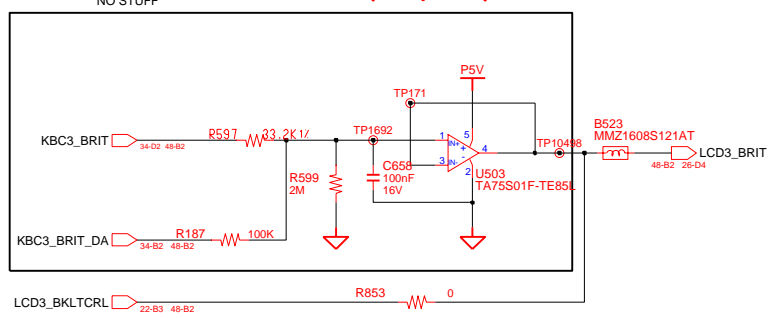 NO STUFF
P5V
TP171
B523
MMZ1608S121AT
KBC3_BRIT
34-D2 48-B2
R597
33.2K1/
TP1692
1
IN+
+
5
4
TP10498
LCD3_BRIT
48-B2 26-D4
3
IN-
-
2
U503
TA75S01F-TE85L
C658
100nF
16V
R599
2M
KBC3_BRIT_DA
34-B2 48-B2
R187
100K
R853
0
LCD3_BKLTCRL
22-B3 48-B2